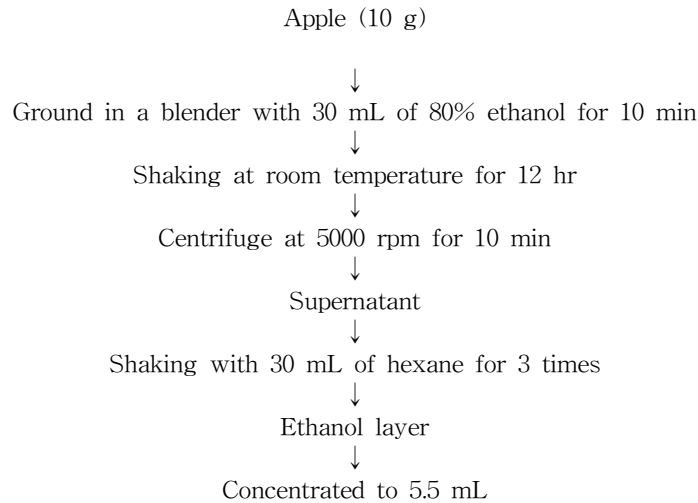 Apple (10 g)
↓
Ground in a blender with 30 mL of 80% ethanol for 10 min
↓
Shaking at room temperature for 12 hr
↓
Centrifuge at 5000 rpm for 10 min
↓
Supernatant
↓
Shaking with 30 mL of hexane for 3 times
↓
Ethanol layer
↓
Concentrated to 5.5 mL